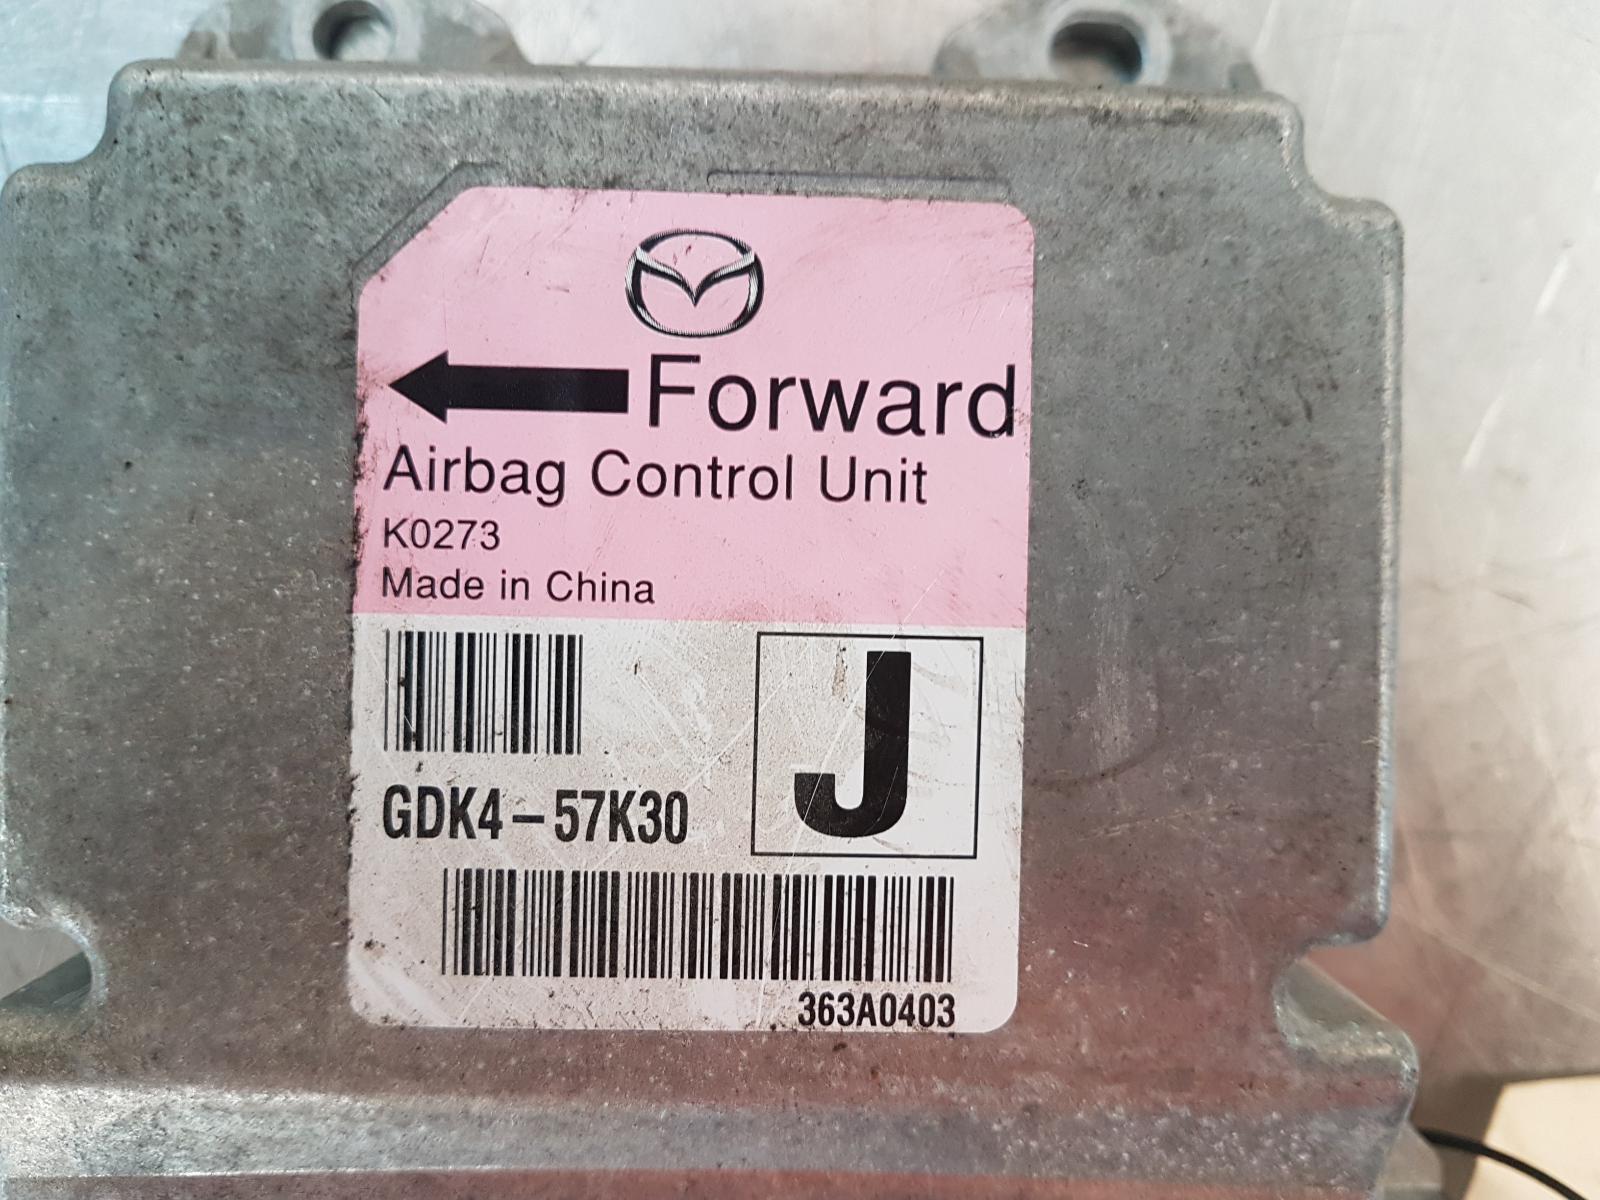 Forward
Airbag Control Unit
K0273
Made in China
J
GDK4-57K30
363A0403